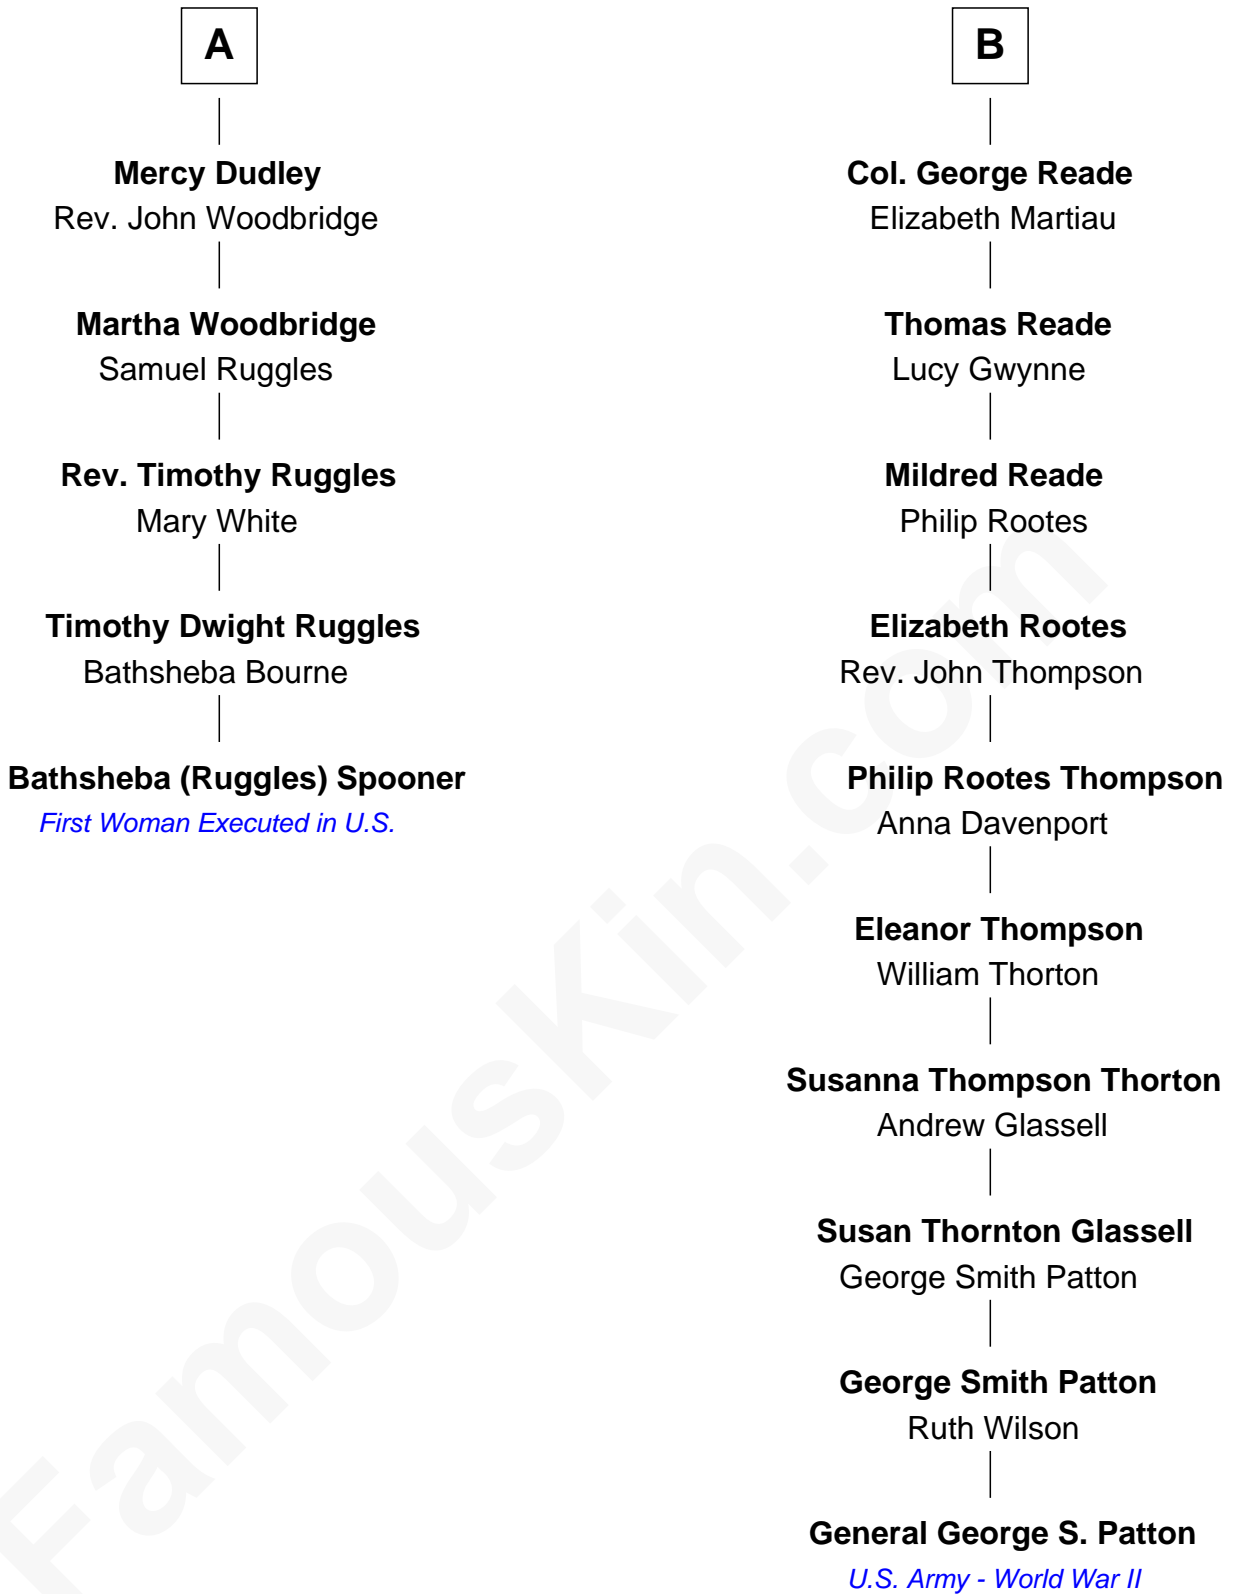 A
Mercy Dudley
Rev. John Woodbridge
Martha Woodbridge
Samuel Ruggles
Rev. Timothy Ruggles
Mary White
Timothy Dwight Ruggles
Bathsheba Bourne
Bathsheba (Ruggles) Spooner
First Woman Executed in U.S.
B
Col. George Reade
Elizabeth Martiau
Thomas Reade
Lucy Gwynne
Mildred Reade
Philip Rootes
Elizabeth Rootes
Rev. John Thompson
Philip Rootes Thompson
Anna Davenport
Eleanor Thompson
William Thorton
Susanna Thompson Thorton
Andrew Glassell
Susan Thornton Glassell
George Smith Patton
George Smith Patton
Ruth Wilson
General George S. Patton
U.S. Army - World War II
FamousKin.com